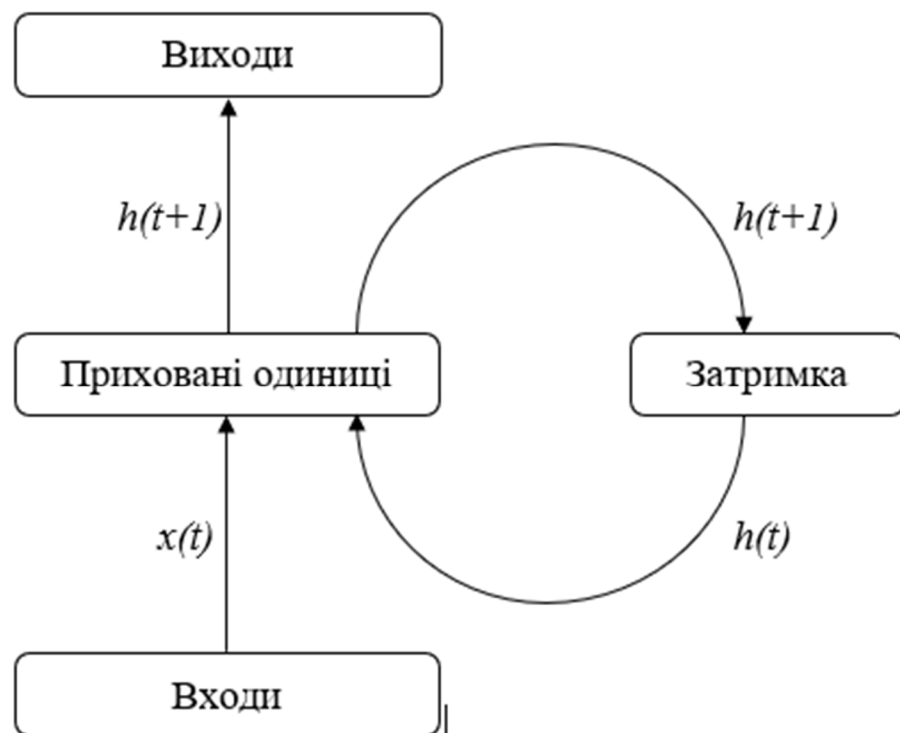 Виходи
h(t+1)
h(t+1)
Приховані одиниці
Затримка
x(t)
h(t)
Входи